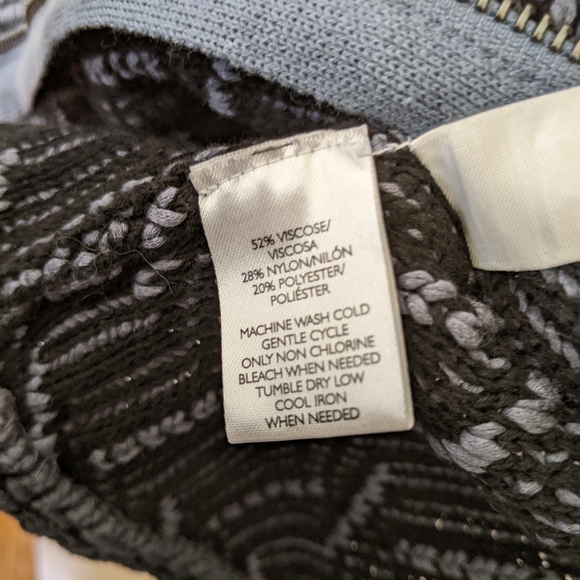 52% VISCOSE/
VISCOSA
28% NYLON/NILÓN
20% POLYESTER/
POLIÉSTER
MACHINE WASH COLD
GENTLE CYCLE
ONLY NON CHLORINE
BLEACH WHEN NEEDED
TUMBLE DRY LOW
COOL IRON
WHEN NEEDED